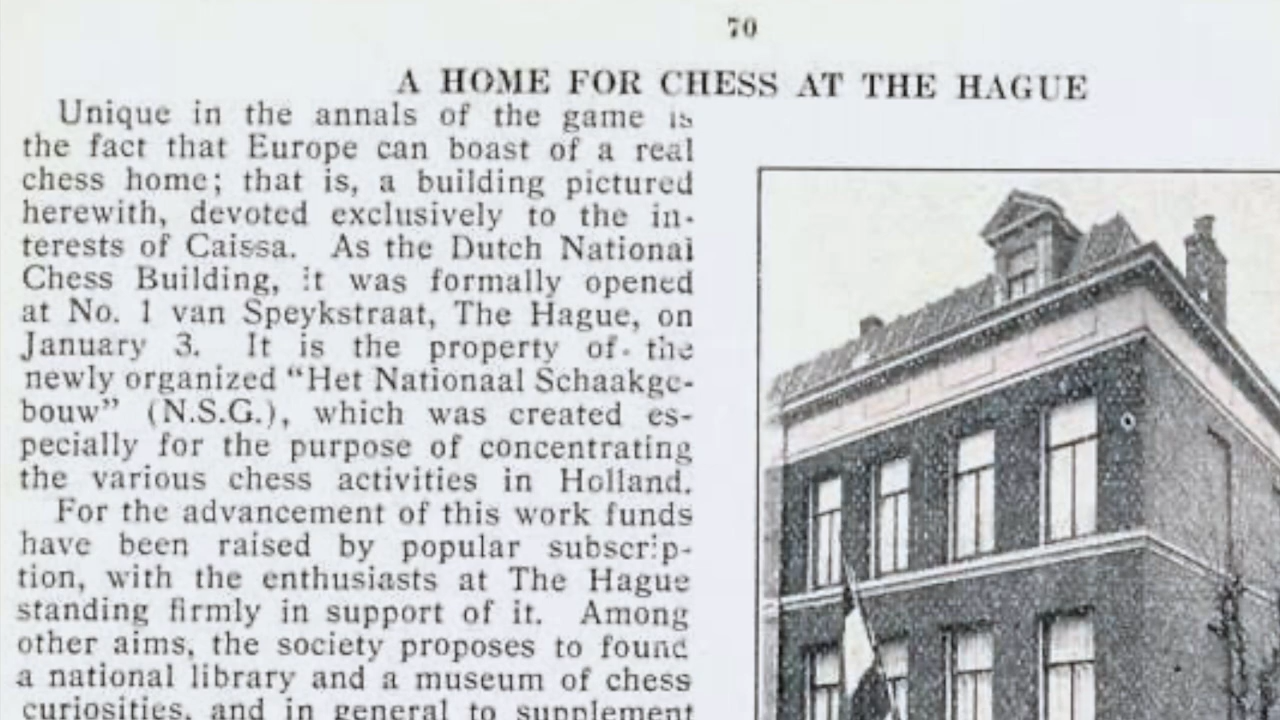 70
A HOME FOR CHESS AT THE HAGUE
Unique in the annals of the game is
the fact that Europe can boast of a real
chess home; that is, a building pictured
herewith, devoted exclusively to the in-
terests of Caissa. As the Dutch National
Chess Building, it was formally opened
at No. 1 van Speykstraat, The Hague, on
January 3. It is the property of the
newly organized “Het Nationaal Schaakge-
bouw” (N.S.G.), which was created es-
pecially for the purpose of concentrating
the various chess activities in Holland.
For the advancement of this work funds
have been raised by popular subscrip-
tion, with the enthusiasts at The Hague
standing firmly in support of it. Among
other aims, the society proposes to found
a national library and a museum of chess
curiosities, and in general to supplement